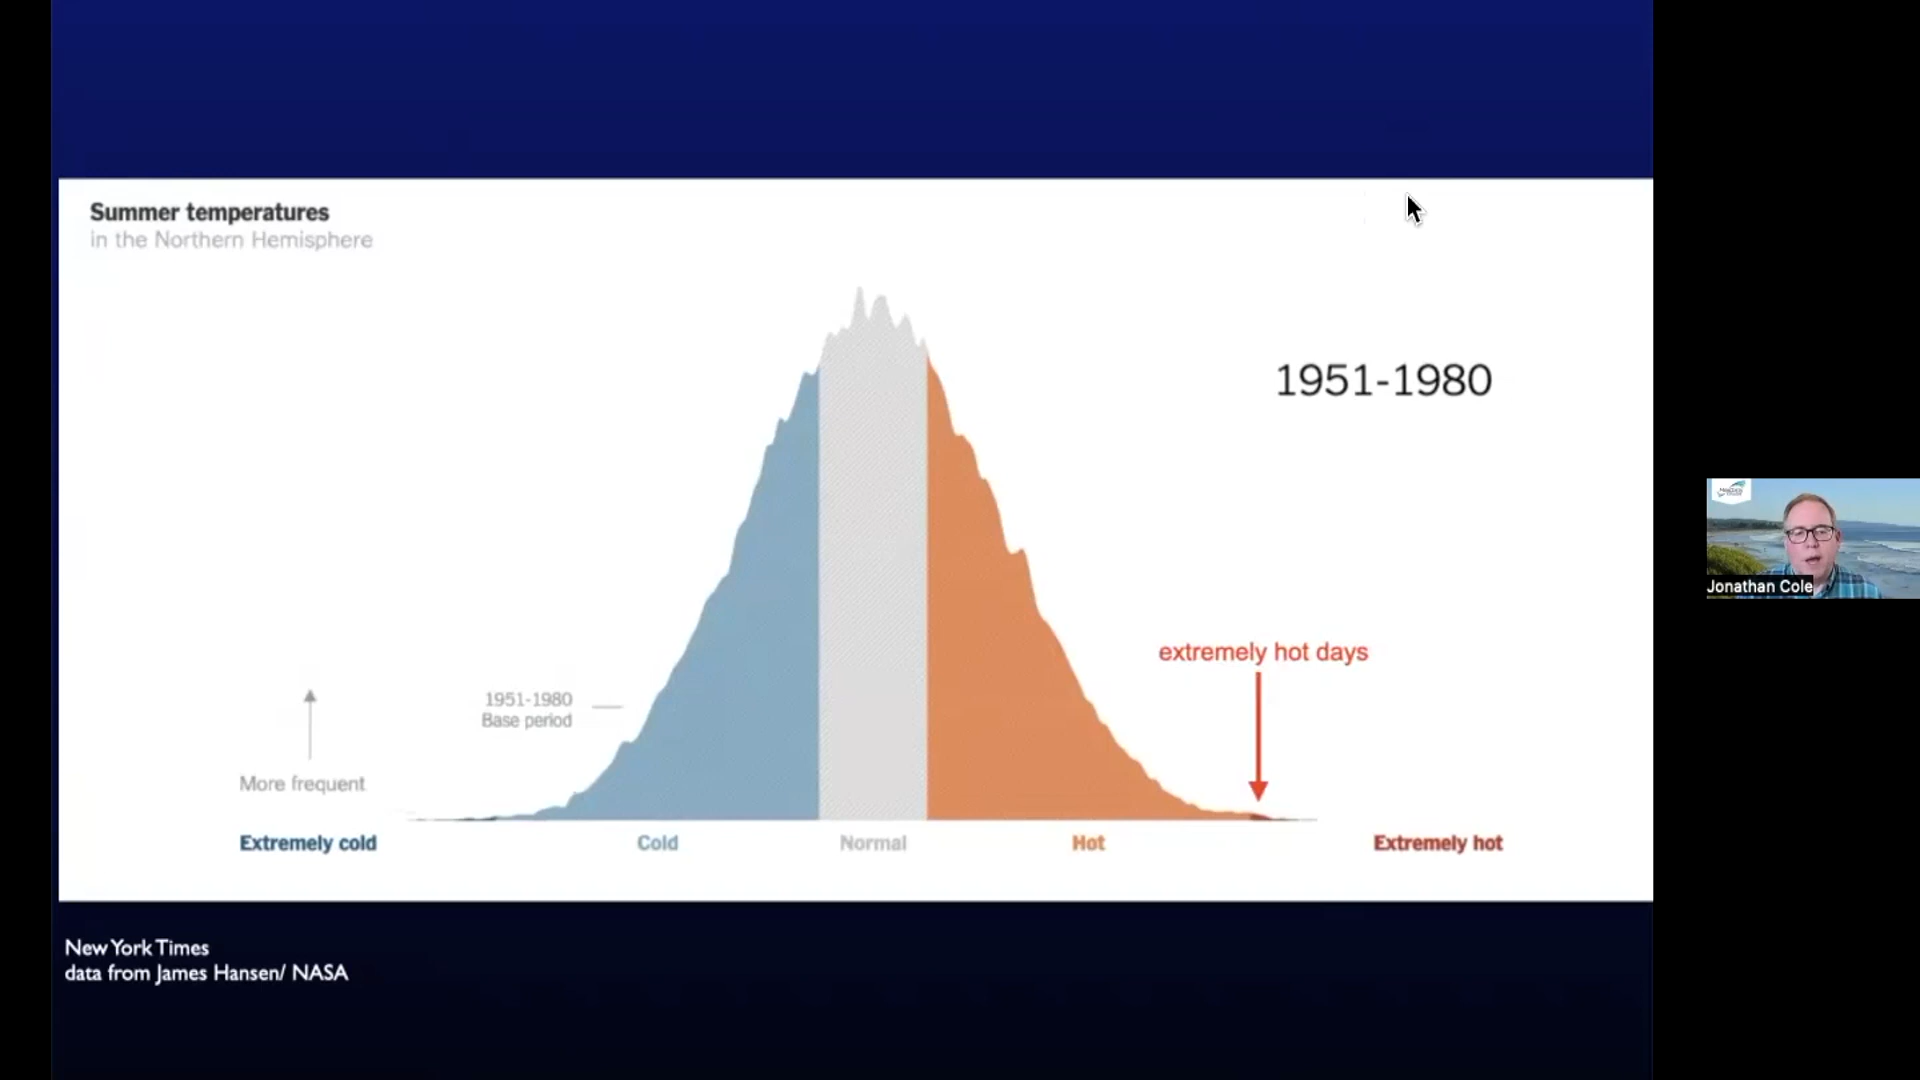 Summer temperatures
in the Northern Hemisphere
1951-1980
extremely hot days
1951-1980
Base period
More frequent
Extremely cold
Cold
Normal
Hot
Extremely hot
New York Times
data from James Hansen/ NASA
Jonathan Cole